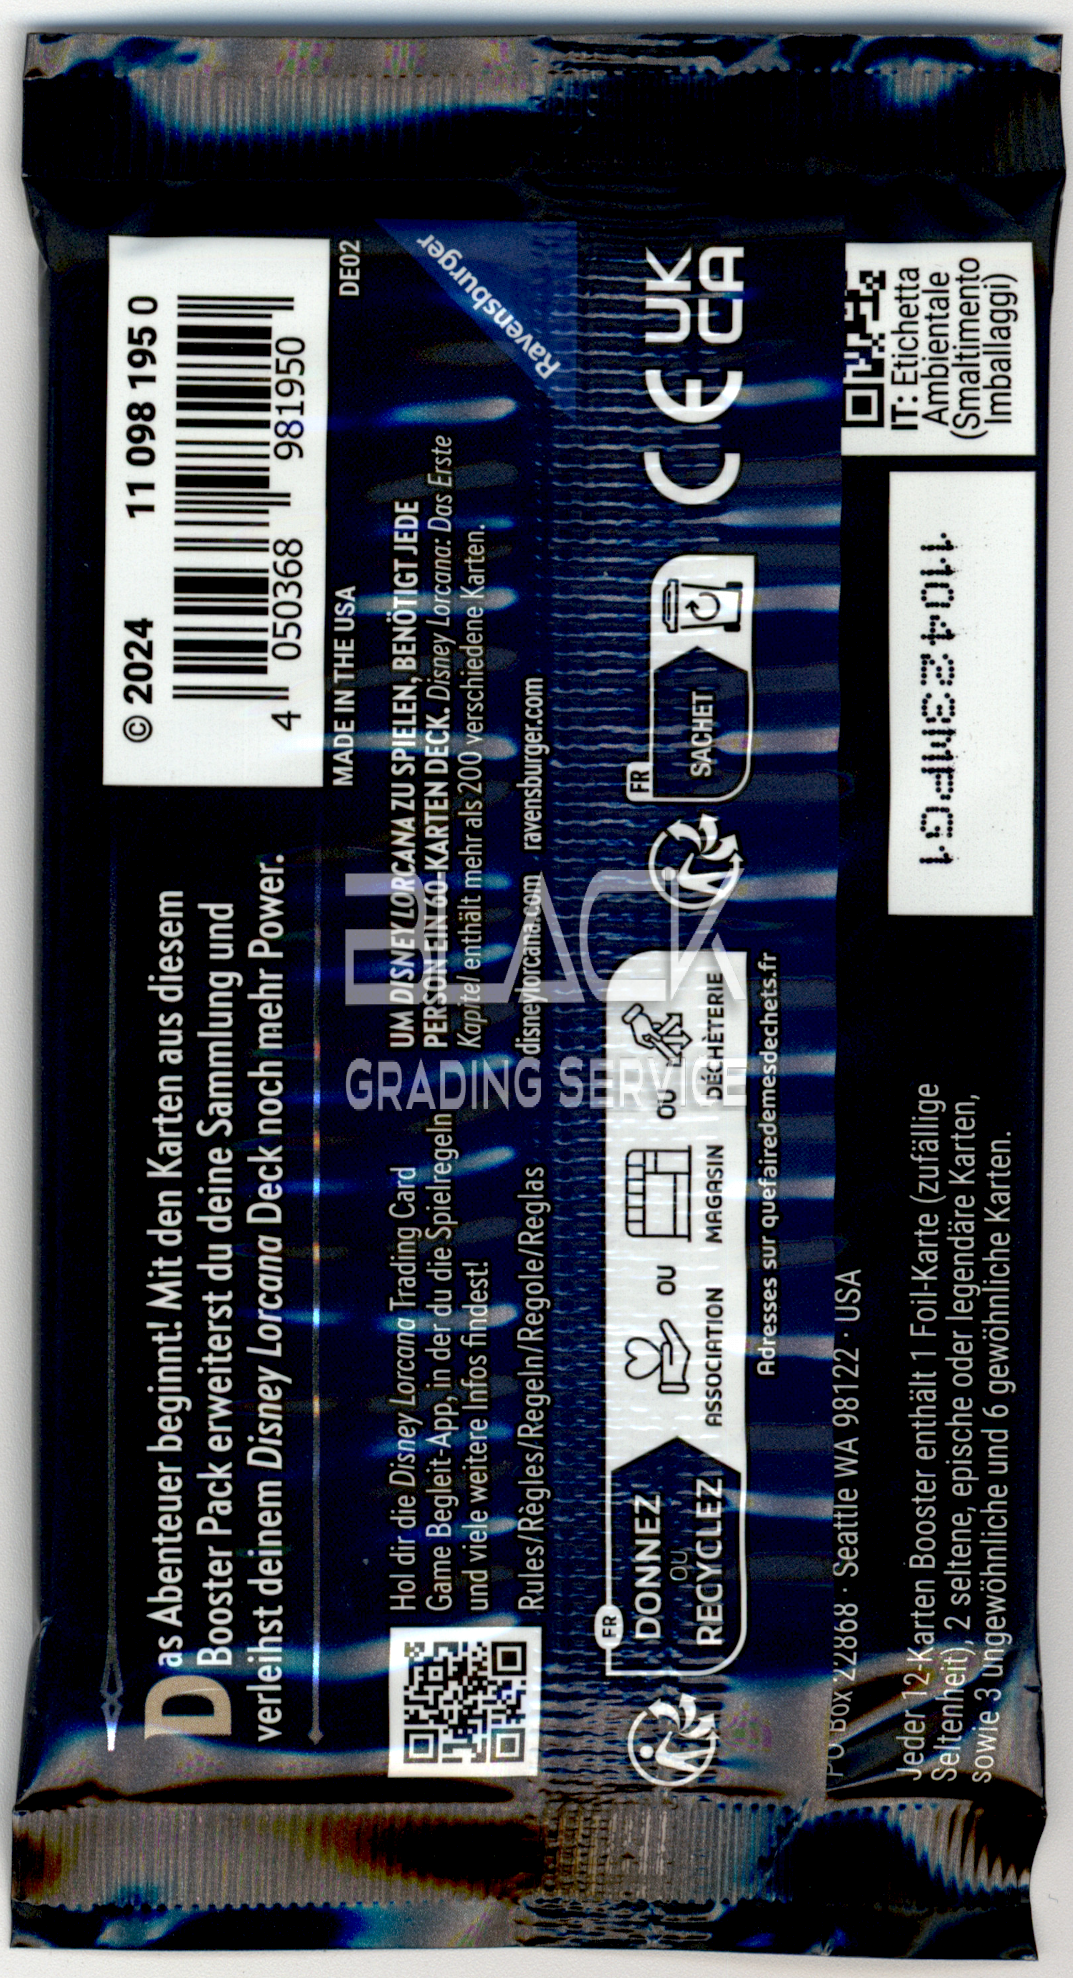 Das Abenteuer beginnt! Mit den Karten aus diesem
Booster Pack erweiterst du deine Sammlung und
verleihst deinem Disney Lorcana Deck noch mehr Power.
© 2024 11 098 195 0
4 050368 981950
MADE IN THE USA
DE02
Hol dir die Disney Lorcana Trading Card
Game Begleit-App, in der du die Spielregeln
und viele weitere Infos findest!
Rules/Règles/Regeln/Regole/Reglas
UM DISNEY LORCANA ZU SPIELEN, BENÖTIGT JEDE
PERSON EIN 60-KARTEN DECK. Disney Lorcana: Das Erste
Kapitel enthält mehr als 200 verschiedene Karten.
disneylorcana.com ravensburger.com
Ravensburger
BLACK
GRADING SERVICE
FR
DONNEZ
OU
RECYCLEZ
ASSOCIATION
OU
MAGASIN
OU
DÉCHÈTERIE
Adresses sur quefairedemesdechets.fr
FR
SACHET
CE
UK
CA
PO Box 22868 · Seattle WA 98122 · USA
IT: Etichetta
Ambientale
(Smaltimento
Imballaggi)
Jeder 12-Karten Booster enthält 1 Foil-Karte (zufällige
Seltenheit), 2 seltene, epische oder legendäre Karten,
sowie 3 ungewöhnliche und 6 gewöhnliche Karten.
110423MFG1